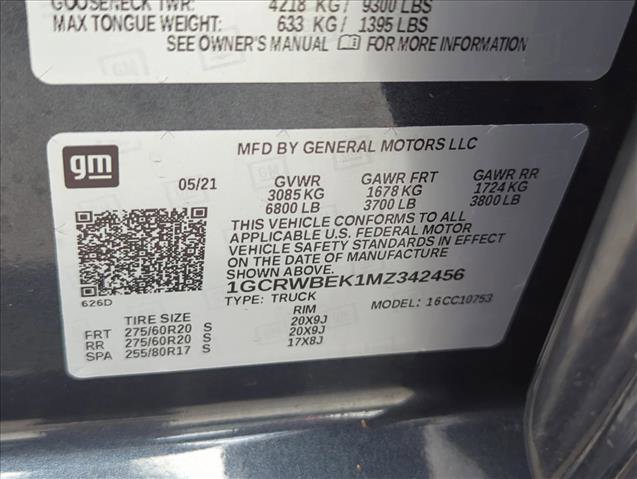 GOOSENECK TWR: 4218 KG / 9300 LBS
MAX TONGUE WEIGHT: 633 KG / 1395 LBS
SEE OWNER'S MANUAL FOR MORE INFORMATION
gm
MFD BY GENERAL MOTORS LLC
05/21 GVWR GAWR FRT GAWR RR
3085 KG 1678 KG 1724 KG
6800 LB 3700 LB 3800 LB
THIS VEHICLE CONFORMS TO ALL
APPLICABLE U.S. FEDERAL MOTOR
VEHICLE SAFETY STANDARDS IN EFFECT
ON THE DATE OF MANUFACTURE
SHOWN ABOVE.
626D
1GCRWBEK1MZ342456
TYPE: TRUCK MODEL: 16CC10753
TIRE SIZE RIM
FRT 275/60R20 S 20X9J
RR 275/60R20 S 20X9J
SPA 255/80R17 S 17X8J